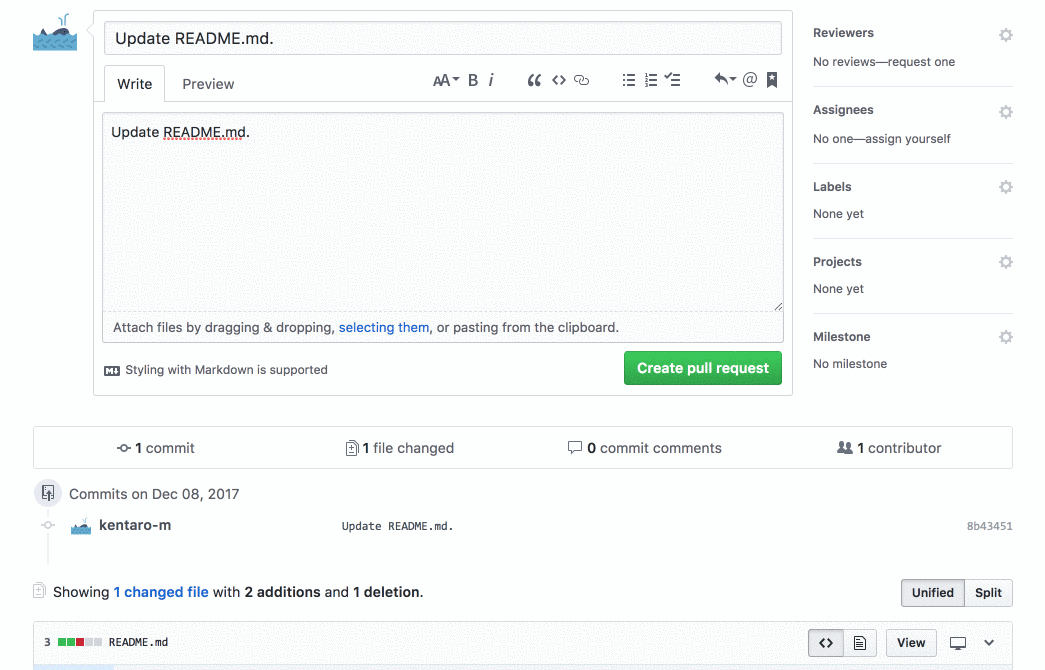 Update README.md.
Write Preview AA B i
Update README.md.
Attach files by dragging & dropping, selecting them, or pasting from the clipboard.
Styling with Markdown is supported
Create pull request
Reviewers
No reviews—request one
Assignees
No one—assign yourself
Labels
None yet
Projects
None yet
Milestone
No milestone
1 commit 1 file changed 0 commit comments 1 contributor
Commits on Dec 08, 2017
kentaro-m Update README.md. 8b43451
Showing 1 changed file with 2 additions and 1 deletion. Unified Split
3 README.md View